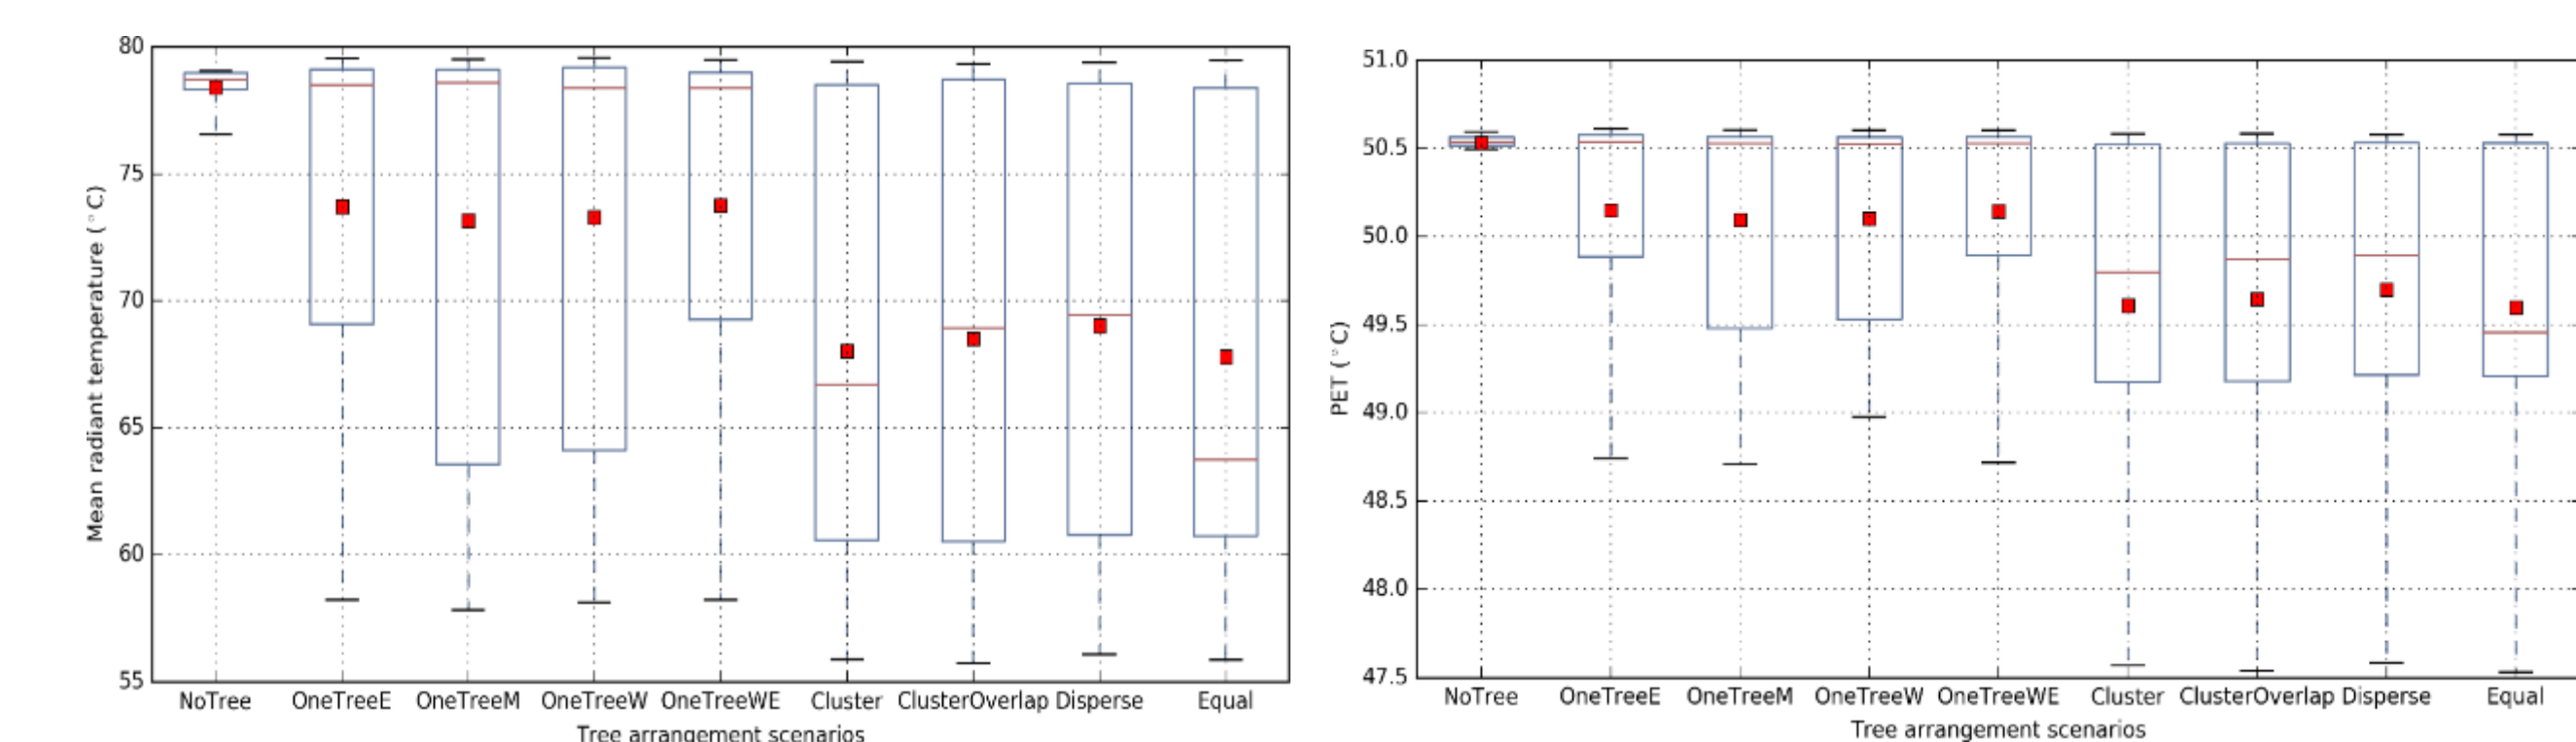 80
75
70
65
60
55
Mean radiant temperature (°C)
NoTree OneTreeE OneTreeM OneTreeW OneTreeWE Cluster ClusterOverlap Disperse Equal
Tree arrangement scenarios
51.0
50.5
50.0
49.5
49.0
48.5
48.0
47.5
PET (°C)
NoTree OneTreeE OneTreeM OneTreeW OneTreeWE Cluster ClusterOverlap Disperse Equal
Tree arrangement scenarios